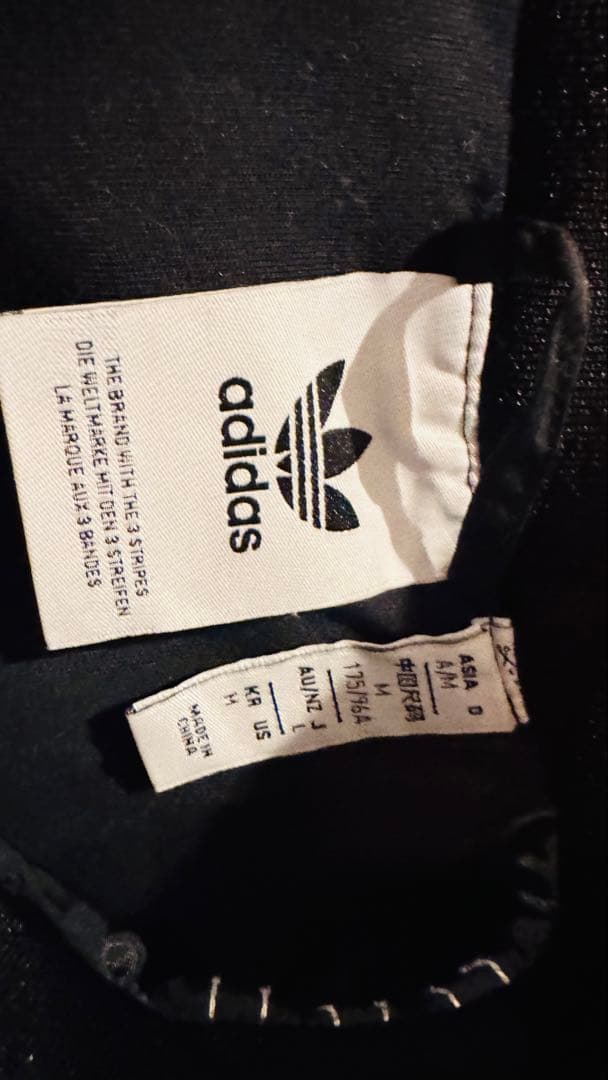 adidas
THE BRAND WITH THE 3 STRIPES
DIE WELTMARKE MIT DEN 3 STREIFEN
LA MARQUE AUX 3 BANDES
ASIA D
A/M
中国尺码
M
175/96A
AU/NZ J
L
KR US
M
MADE IN
CHINA